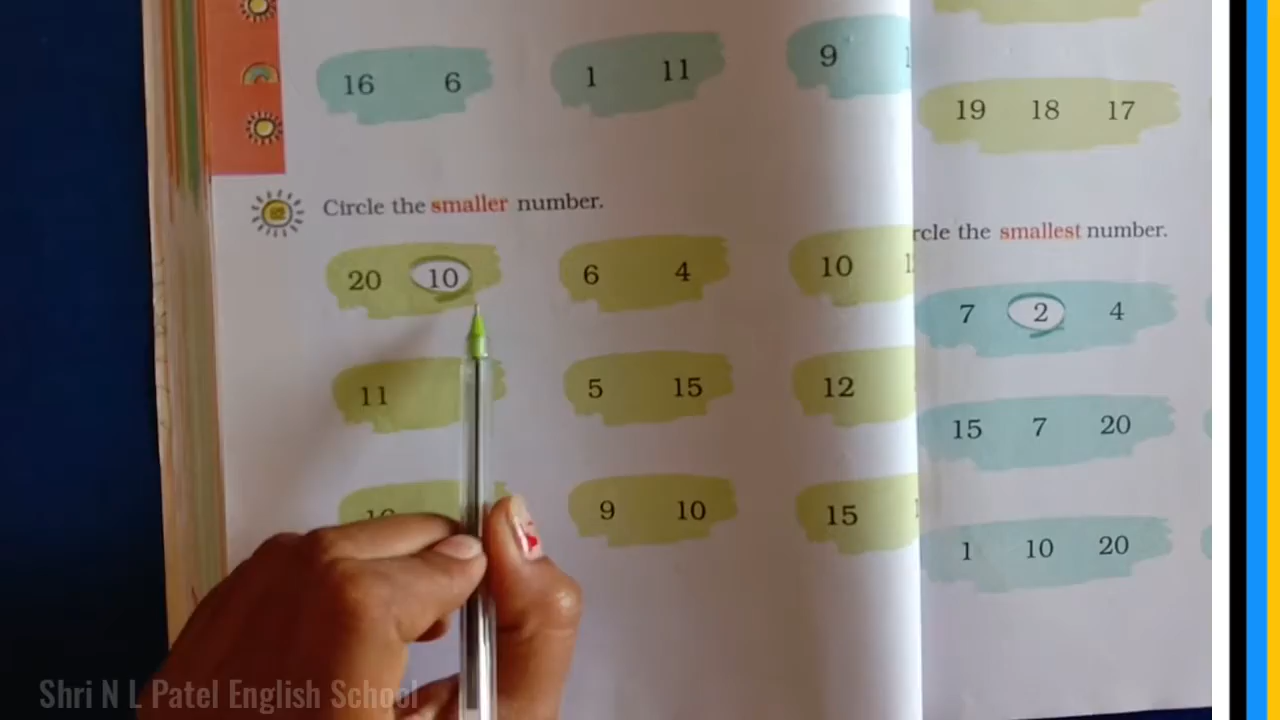 16 6 1 11 9
Circle the smaller number.
20 10 6 4 10
11 5 15 12
9 10 15
19 18 17
rcle the smallest number.
7 2 4
15 7 20
1 10 20
Shri N L Patel English School